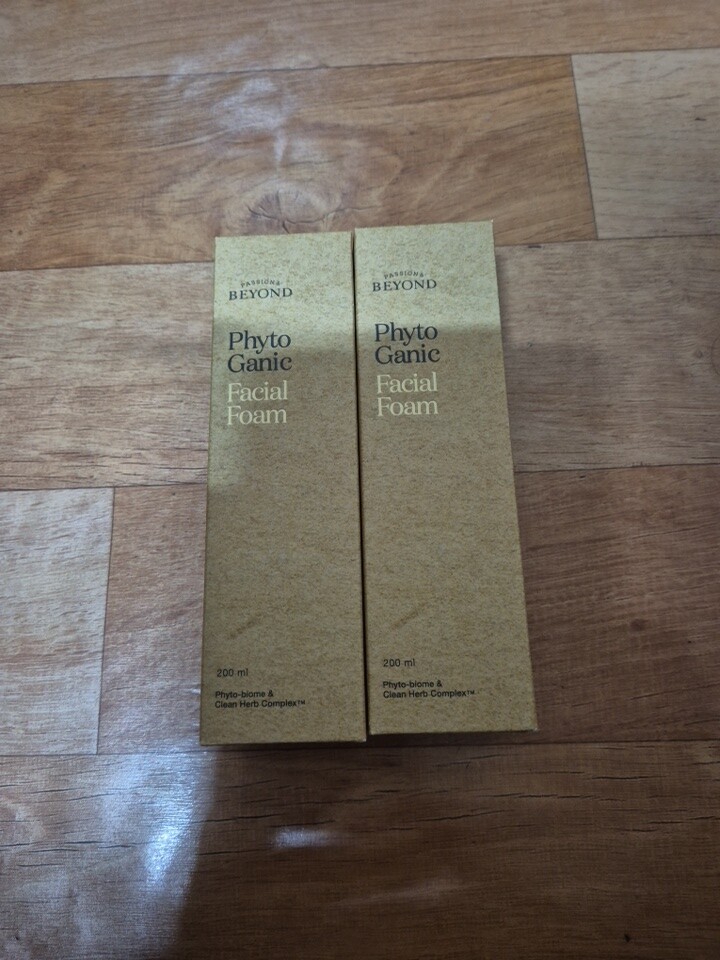 PASSION&
BEYOND
Phyto
Ganic
Facial
Foam
200 ml
Phyto-biome &
Clean Herb Complex™
PASSION&
BEYOND
Phyto
Ganic
Facial
Foam
200 ml
Phyto-biome &
Clean Herb Complex™